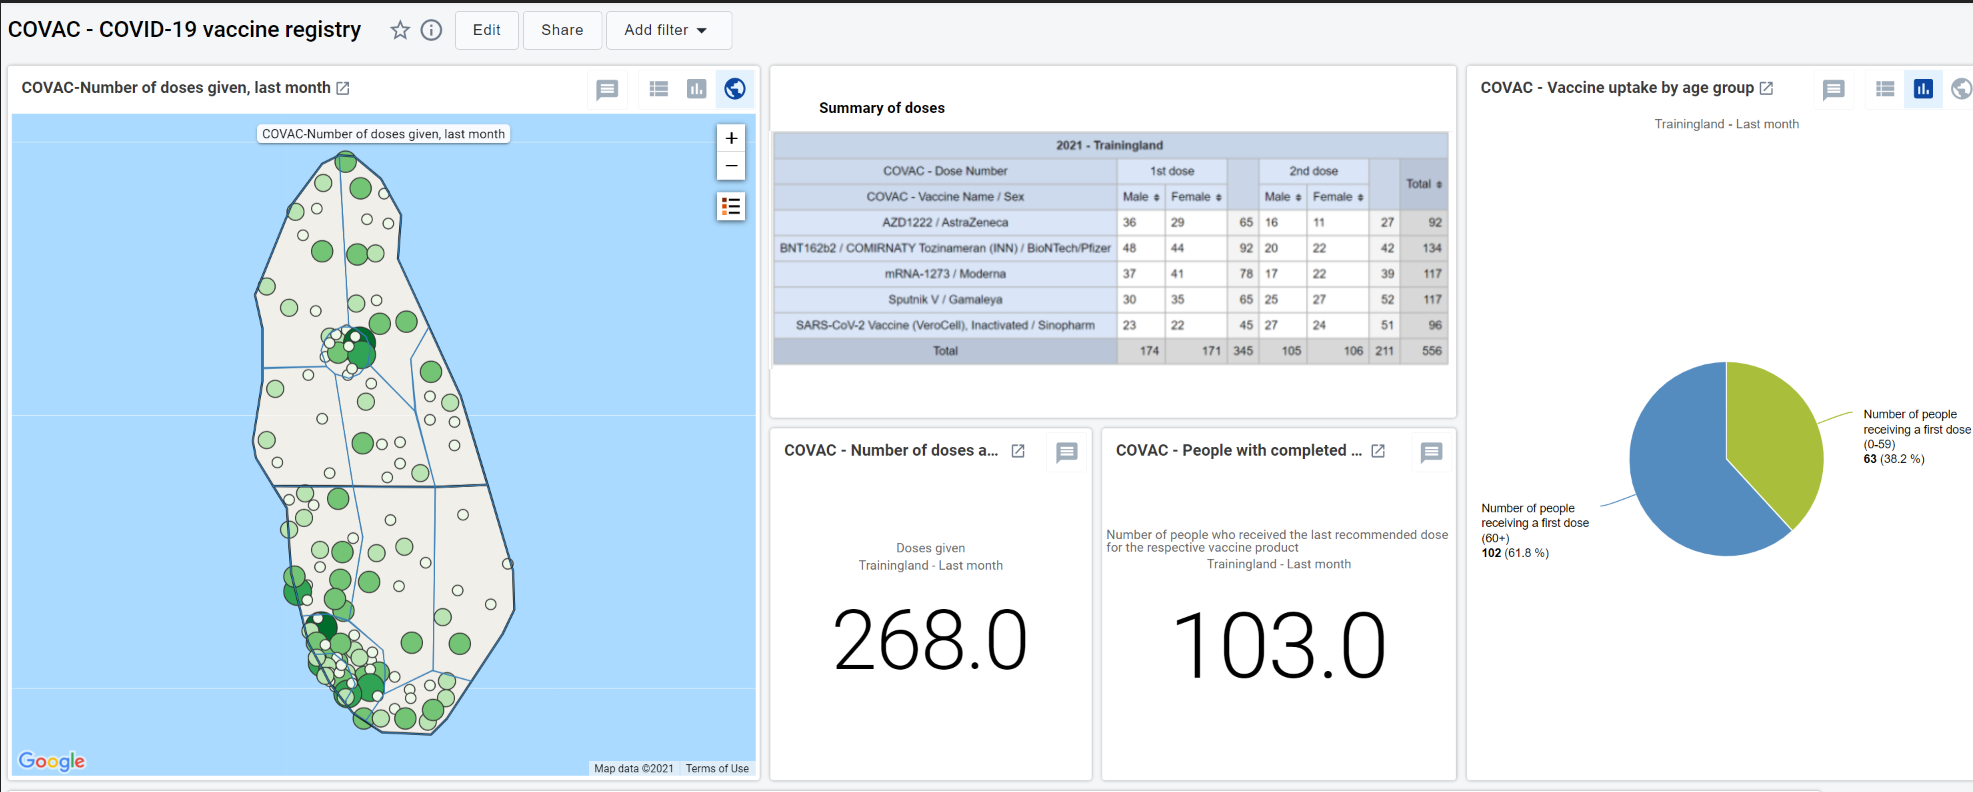 COVAC - COVID-19 vaccine registry
Edit
Share
Add filter
COVAC-Number of doses given, last month
COVAC-Number of doses given, last month
+
−
Google
Map data ©2021 Terms of Use
Summary of doses
2021 - Trainingland
COVAC - Dose Number 1st dose 2nd dose Total
COVAC - Vaccine Name / Sex Male Female Male Female
AZD1222 / AstraZeneca 36 29 65 16 11 27 92
BNT162b2 / COMIRNATY Tozinameran (INN) / BioNTech/Pfizer 48 44 92 20 22 42 134
mRNA-1273 / Moderna 37 41 78 17 22 39 117
Sputnik V / Gamaleya 30 35 65 25 27 52 117
SARS-CoV-2 Vaccine (VeroCell), Inactivated / Sinopharm 23 22 45 27 24 51 96
Total 174 171 345 105 106 211 556
COVAC - Number of doses a...
Doses given
Trainingland - Last month
268.0
COVAC - People with completed ...
Number of people who received the last recommended dose
for the respective vaccine product
Trainingland - Last month
103.0
COVAC - Vaccine uptake by age group
Trainingland - Last month
Number of people
receiving a first dose
(0-59)
63 (38.2 %)
Number of people
receiving a first dose
(60+)
102 (61.8 %)